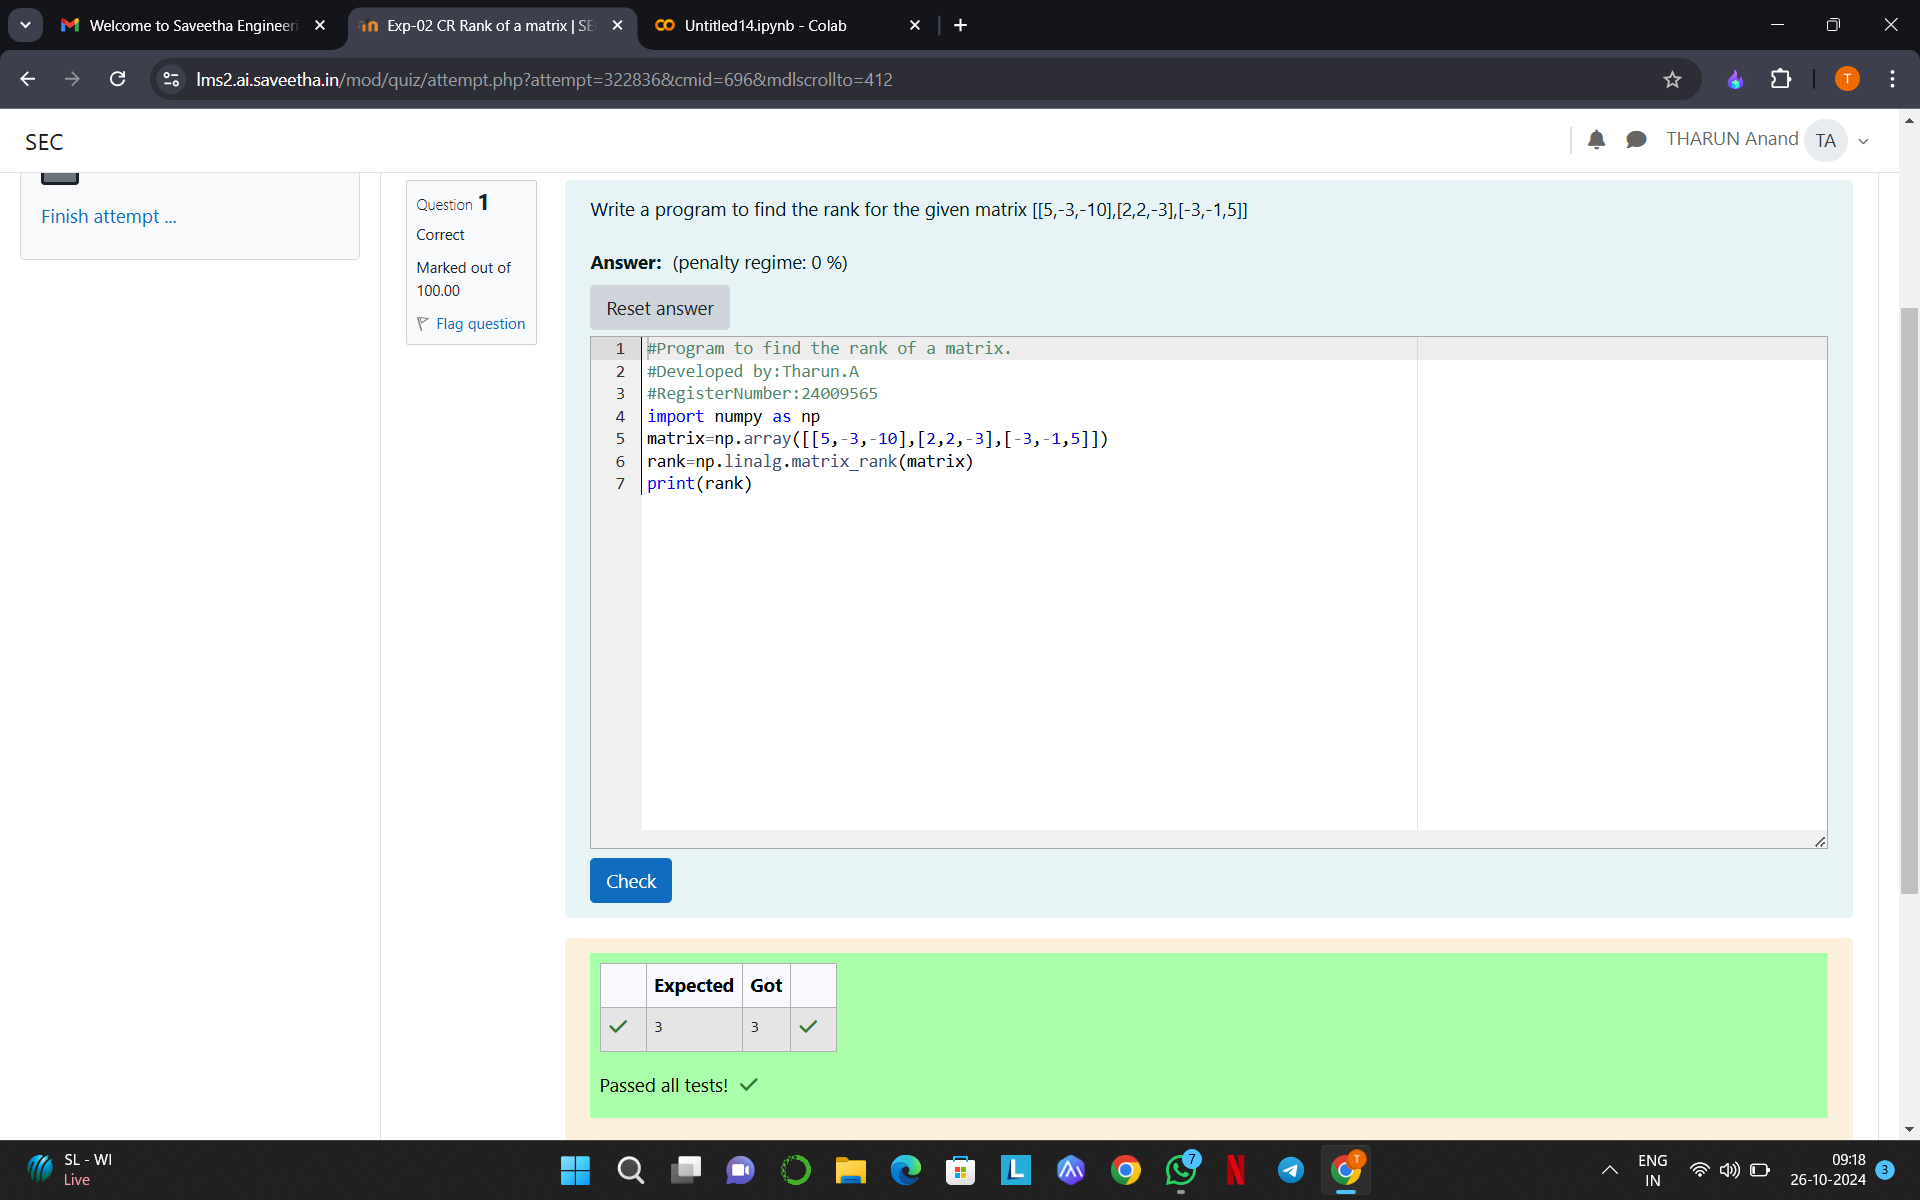 Welcome to Saveetha Engineeri
Exp-02 CR Rank of a matrix | SE
Untitled14.ipynb - Colab
lms2.ai.saveetha.in/mod/quiz/attempt.php?attempt=322836&cmid=696&mdlscrollto=412
T
SEC
THARUN Anand
TA
Finish attempt ...
Question 1
Correct
Marked out of
100.00
Flag question
Write a program to find the rank for the given matrix [[5,-3,-10],[2,2,-3],[-3,-1,5]]
Answer: (penalty regime: 0 %)
Reset answer
1 #Program to find the rank of a matrix.
2 #Developed by:Tharun.A
3 #RegisterNumber:24009565
4 import numpy as np
5 matrix=np.array([[5,-3,-10],[2,2,-3],[-3,-1,5]])
6 rank=np.linalg.matrix_rank(matrix)
7 print(rank)
Check
Expected Got
3 3
Passed all tests!
SL - WI
Live
L
7
N
T
ENG
IN
09:18
26-10-2024
3